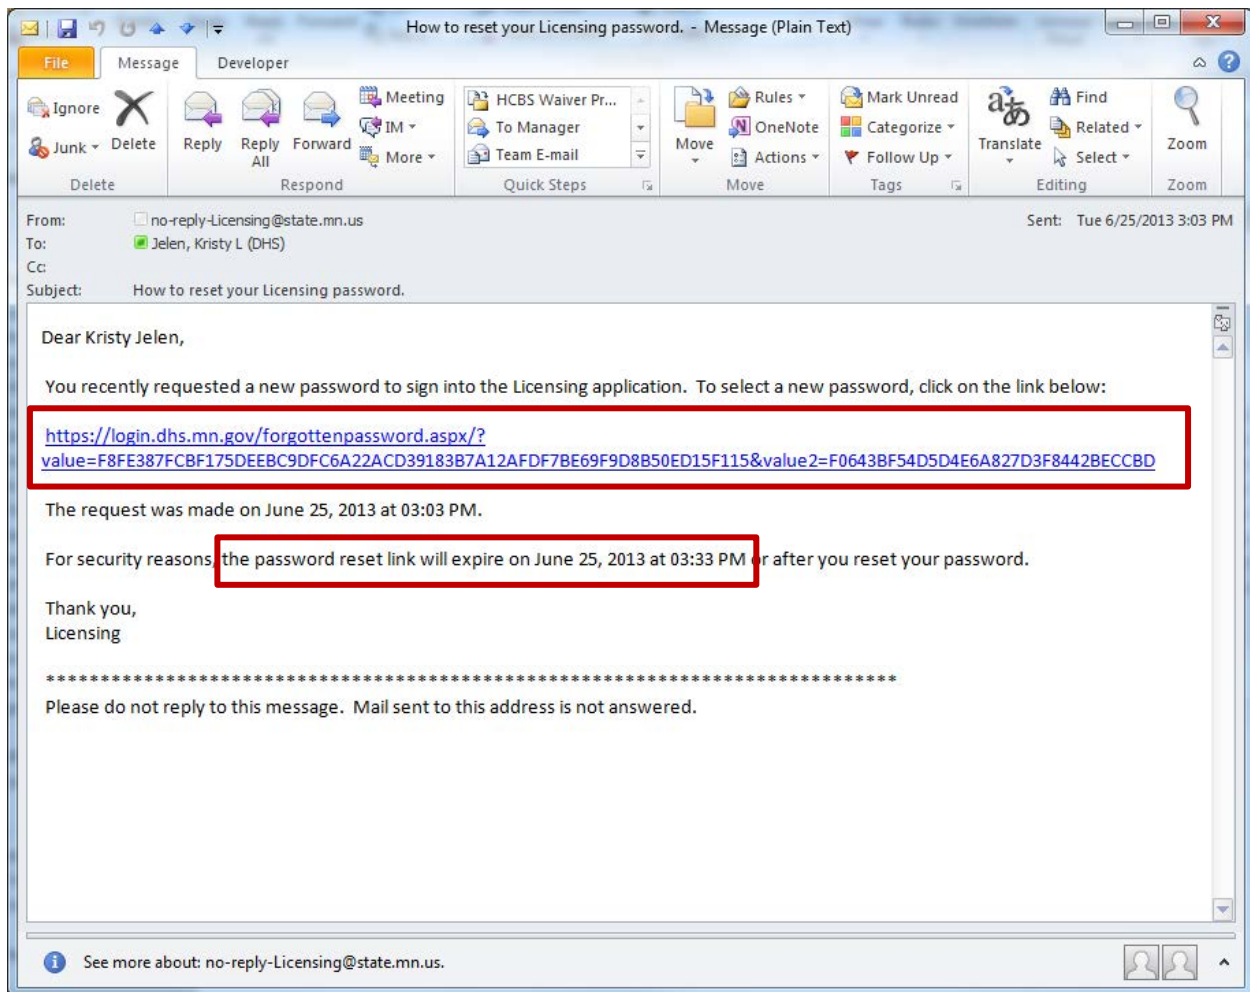 How to reset your Licensing password. - Message (Plain Text)
File Message Developer
Ignore
Junk
Delete
Reply
Reply All
Forward
Meeting
IM
More
HCBS Waiver Pr...
To Manager
Team E-mail
Move
Rules
OneNote
Actions
Mark Unread
Categorize
Follow Up
Translate
Find
Related
Select
Zoom
Delete Respond Quick Steps Move Tags Editing Zoom
From: no-reply-Licensing@state.mn.us Sent: Tue 6/25/2013 3:03 PM
To: Jelen, Kristy L (DHS)
Cc:
Subject: How to reset your Licensing password.
Dear Kristy Jelen,
You recently requested a new password to sign into the Licensing application. To select a new password, click on the link below:
https://login.dhs.mn.gov/forgottenpassword.aspx/?
value=F8FE387FCBF175DEEBC9DFC6A22ACD39183B7A12AFDF7BE69F9D8B50ED15F115&value2=F0643BF54D5D4E6A827D3F8442BECCBD
The request was made on June 25, 2013 at 03:03 PM.
For security reasons, the password reset link will expire on June 25, 2013 at 03:33 PM or after you reset your password.
Thank you,
Licensing
******************************************************************************
Please do not reply to this message. Mail sent to this address is not answered.
See more about: no-reply-Licensing@state.mn.us.